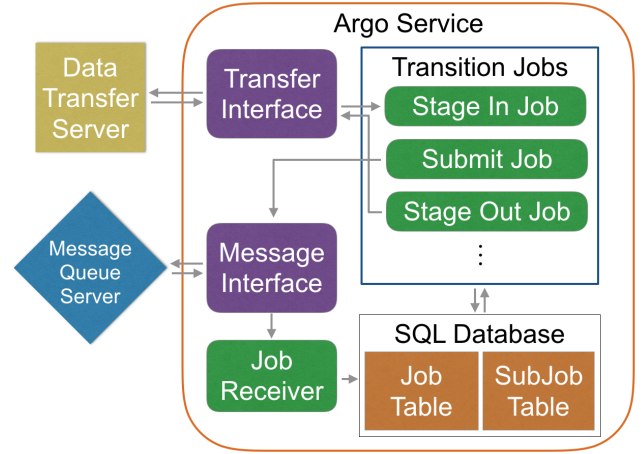 Argo Service
Data
Transfer
Server
Transfer
Interface
Transition Jobs
Stage In Job
Submit Job
Stage Out Job
⋮
Message
Queue
Server
Message
Interface
Job
Receiver
SQL Database
Job
Table
SubJob
Table